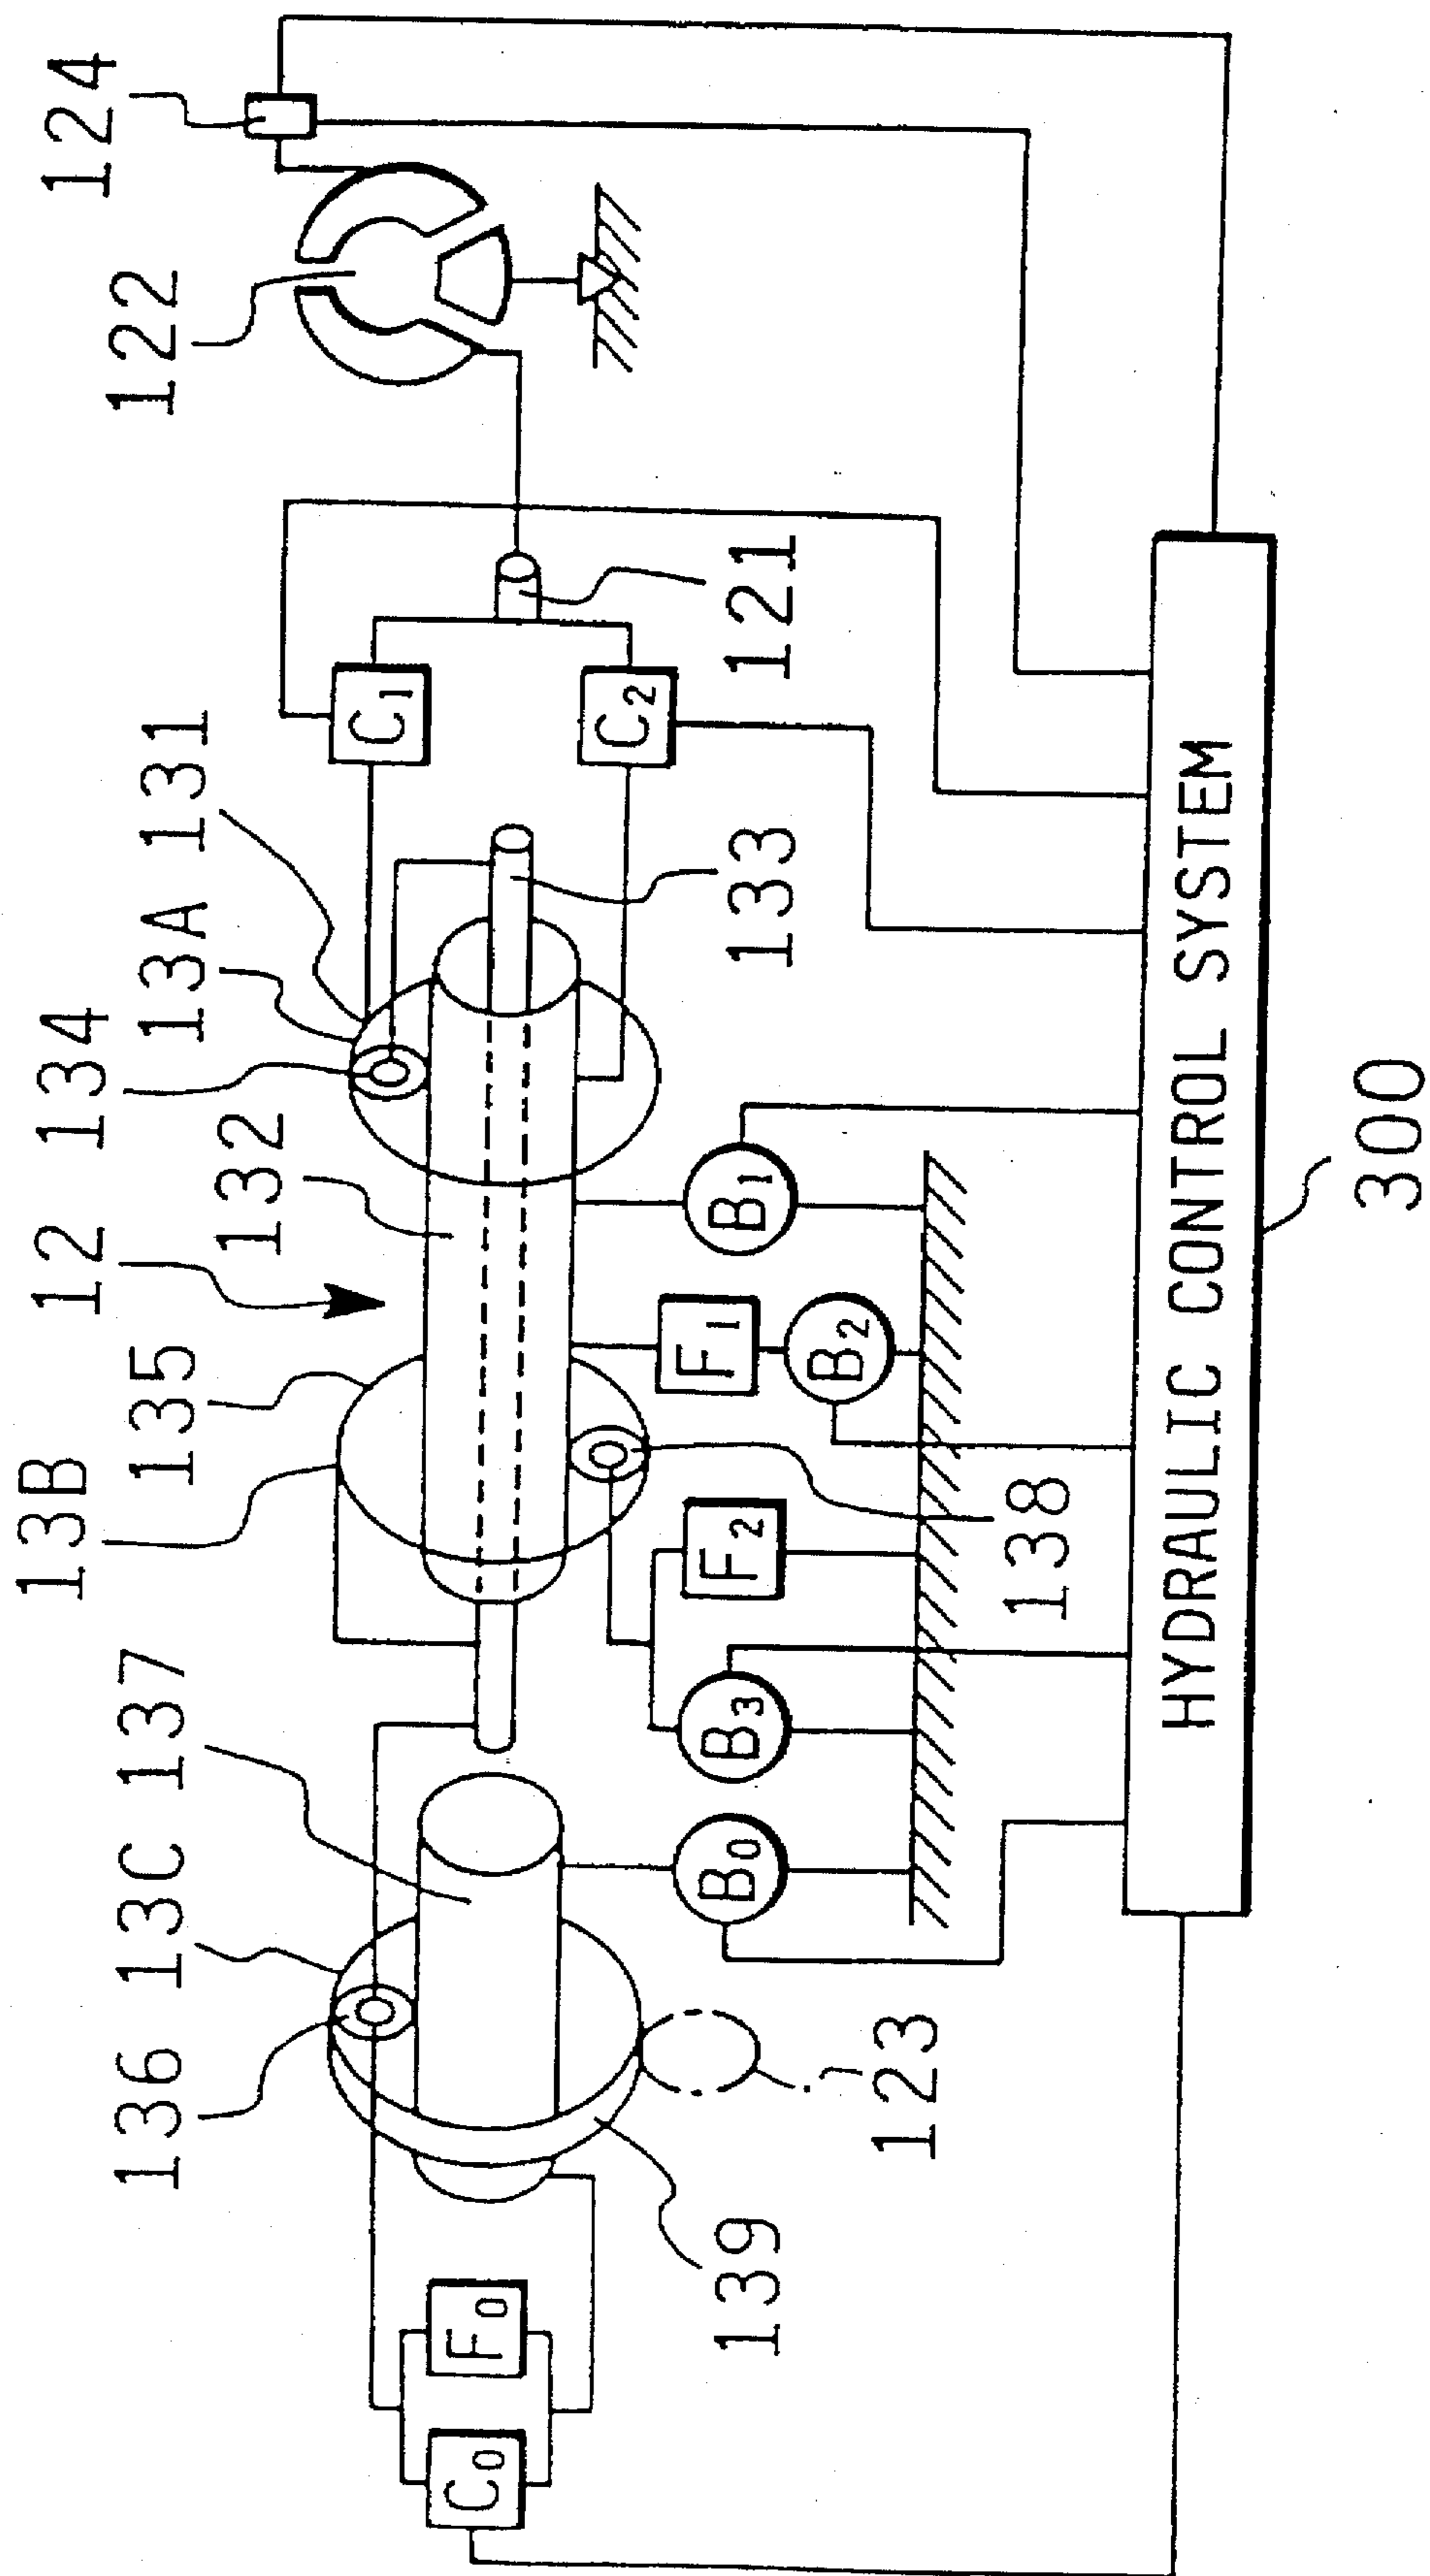 124
122
134
13A
131
132
12
135
13B
137
13C
136
C₁
121
C₂
133
B₁
F₁
B₂
138
F₂
B₃
B₀
123
139
F₀
C₀
HYDRAULIC CONTROL SYSTEM
300